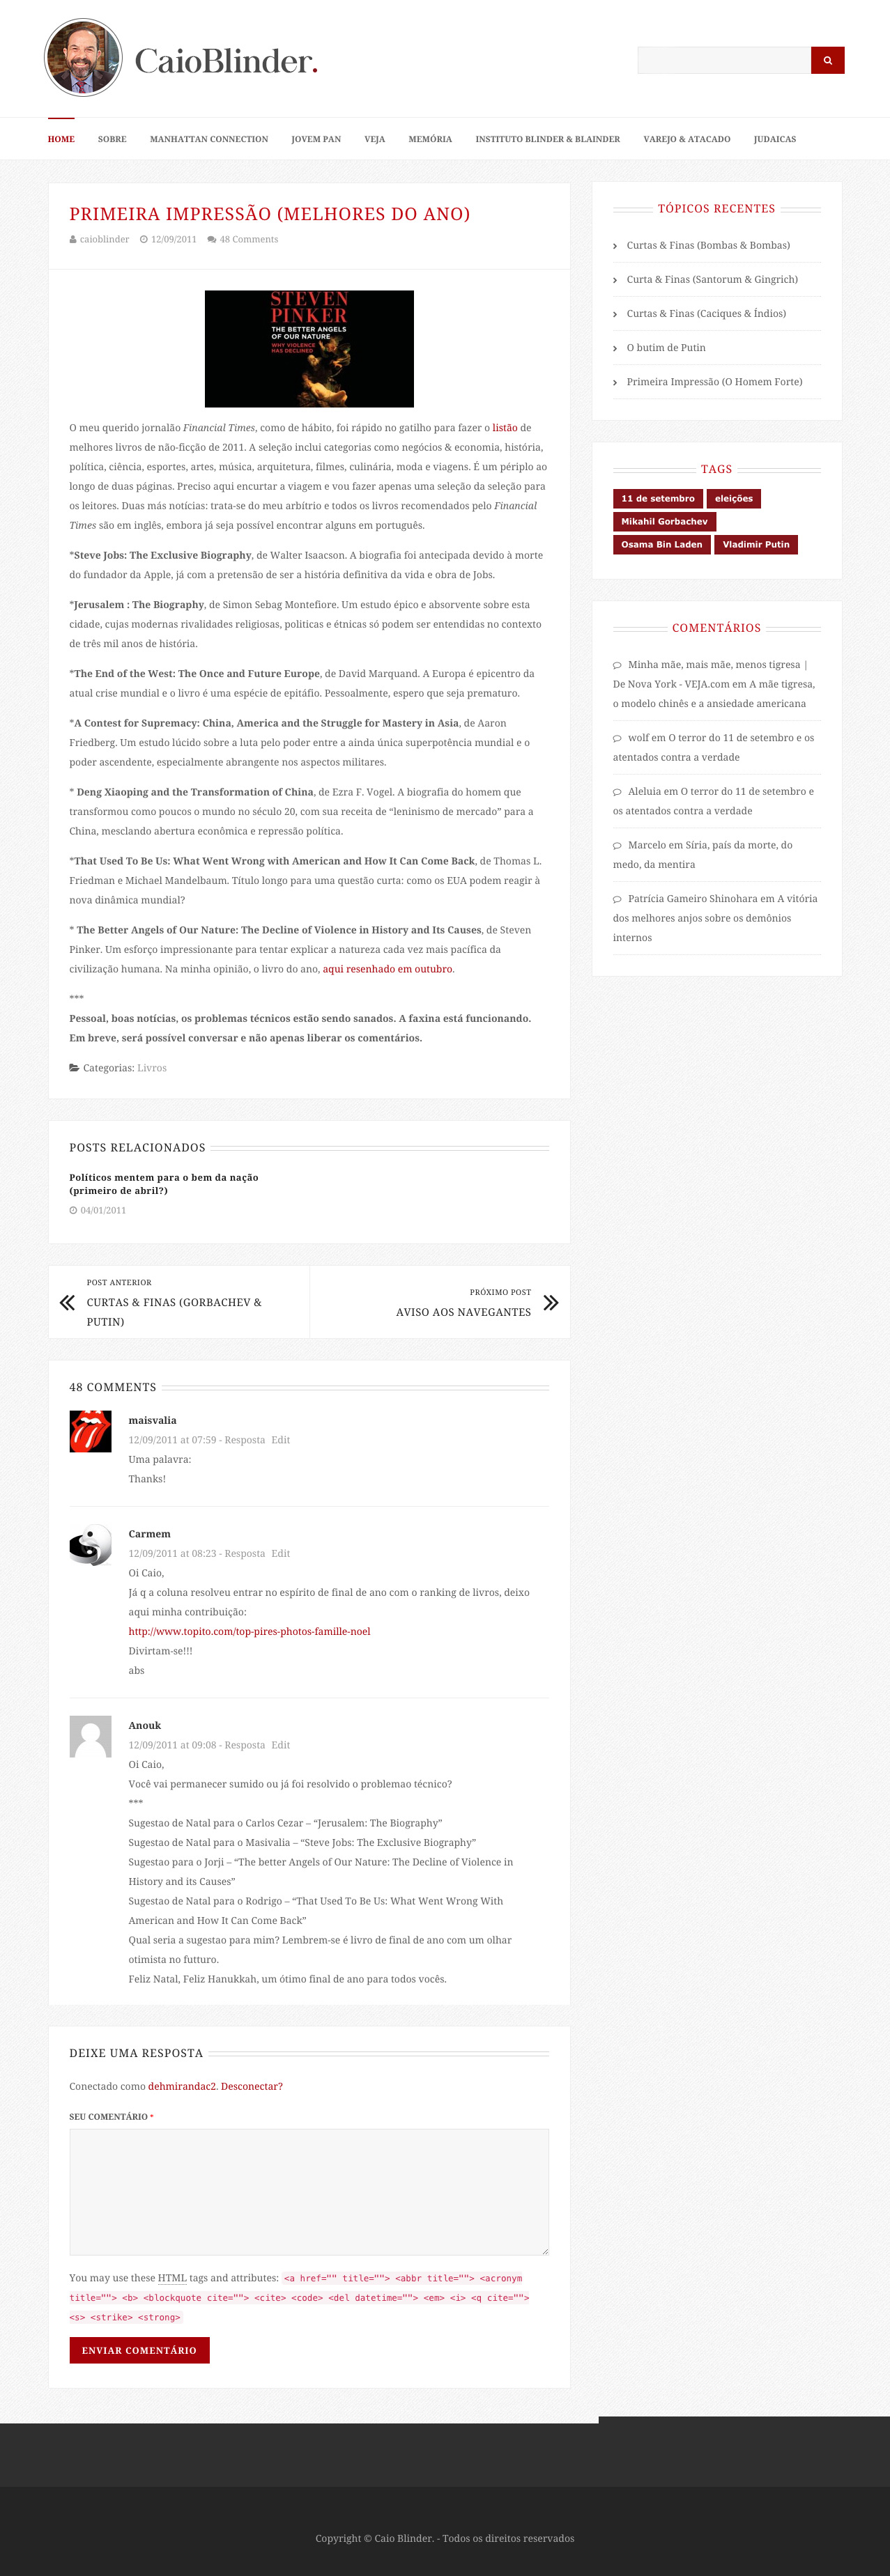 CaioBlinder.
HOME SOBRE MANHATTAN CONNECTION JOVEM PAN VEJA MEMÓRIA INSTITUTO BLINDER & BLAINDER VAREJO & ATACADO JUDAICAS
PRIMEIRA IMPRESSÃO (MELHORES DO ANO)
caioblinder 12/09/2011 48 Comments
STEVEN
PINKER
THE BETTER ANGELS
OF OUR NATURE
WHY VIOLENCE
HAS DECLINED
O meu querido jornalão Financial Times, como de hábito, foi rápido no gatilho para fazer o listão de
melhores livros de não-ficção de 2011. A seleção inclui categorias como negócios & economia, história,
política, ciência, esportes, artes, música, arquitetura, filmes, culinária, moda e viagens. É um périplo ao
longo de duas páginas. Preciso aqui encurtar a viagem e vou fazer apenas uma seleção da seleção para
os leitores. Duas más notícias: trata-se do meu arbítrio e todos os livros recomendados pelo Financial
Times são em inglês, embora já seja possível encontrar alguns em português.
*Steve Jobs: The Exclusive Biography, de Walter Isaacson. A biografia foi antecipada devido à morte
do fundador da Apple, já com a pretensão de ser a história definitiva da vida e obra de Jobs.
*Jerusalem : The Biography, de Simon Sebag Montefiore. Um estudo épico e absorvente sobre esta
cidade, cujas modernas rivalidades religiosas, politicas e étnicas só podem ser entendidas no contexto
de três mil anos de história.
*The End of the West: The Once and Future Europe, de David Marquand. A Europa é epicentro da
atual crise mundial e o livro é uma espécie de epitáfio. Pessoalmente, espero que seja prematuro.
*A Contest for Supremacy: China, America and the Struggle for Mastery in Asia, de Aaron
Friedberg. Um estudo lúcido sobre a luta pelo poder entre a ainda única superpotência mundial e o
poder ascendente, especialmente abrangente nos aspectos militares.
* Deng Xiaoping and the Transformation of China, de Ezra F. Vogel. A biografia do homem que
transformou como poucos o mundo no século 20, com sua receita de “leninismo de mercado” para a
China, mesclando abertura econômica e repressão política.
*That Used To Be Us: What Went Wrong with American and How It Can Come Back, de Thomas L.
Friedman e Michael Mandelbaum. Título longo para uma questão curta: como os EUA podem reagir à
nova dinâmica mundial?
* The Better Angels of Our Nature: The Decline of Violence in History and Its Causes, de Steven
Pinker. Um esforço impressionante para tentar explicar a natureza cada vez mais pacífica da
civilização humana. Na minha opinião, o livro do ano, aqui resenhado em outubro.
***
Pessoal, boas notícias, os problemas técnicos estão sendo sanados. A faxina está funcionando.
Em breve, será possível conversar e não apenas liberar os comentários.
Categorias: Livros
POSTS RELACIONADOS
Políticos mentem para o bem da nação
(primeiro de abril?)
04/01/2011
POST ANTERIOR
CURTAS & FINAS (GORBACHEV &
PUTIN)
PRÓXIMO POST
AVISO AOS NAVEGANTES
48 COMMENTS
maisvalia
12/09/2011 at 07:59 - Resposta Edit
Uma palavra:
Thanks!
Carmem
12/09/2011 at 08:23 - Resposta Edit
Oi Caio,
Já q a coluna resolveu entrar no espírito de final de ano com o ranking de livros, deixo
aqui minha contribuição:
http://www.topito.com/top-pires-photos-famille-noel
Divirtam-se!!!
abs
Anouk
12/09/2011 at 09:08 - Resposta Edit
Oi Caio,
Você vai permanecer sumido ou já foi resolvido o problemao técnico?
***
Sugestao de Natal para o Carlos Cezar – “Jerusalem: The Biography”
Sugestao de Natal para o Masivalia – “Steve Jobs: The Exclusive Biography”
Sugestao para o Jorji – “The better Angels of Our Nature: The Decline of Violence in
History and its Causes”
Sugestao de Natal para o Rodrigo – “That Used To Be Us: What Went Wrong With
American and How It Can Come Back”
Qual seria a sugestao para mim? Lembrem-se é livro de final de ano com um olhar
otimista no futturo.
Feliz Natal, Feliz Hanukkah, um ótimo final de ano para todos vocês.
DEIXE UMA RESPOSTA
Conectado como dehmirandac2. Desconectar?
SEU COMENTÁRIO *
You may use these HTML tags and attributes: <a href="" title=""> <abbr title=""> <acronym
title=""> <b> <blockquote cite=""> <cite> <code> <del datetime=""> <em> <i> <q cite="">
<s> <strike> <strong>
ENVIAR COMENTÁRIO
TÓPICOS RECENTES
Curtas & Finas (Bombas & Bombas)
Curta & Finas (Santorum & Gingrich)
Curtas & Finas (Caciques & Índios)
O butim de Putin
Primeira Impressão (O Homem Forte)
TAGS
11 de setembro eleições
Mikahil Gorbachev
Osama Bin Laden Vladimir Putin
COMENTÁRIOS
Minha mãe, mais mãe, menos tigresa |
De Nova York - VEJA.com em A mãe tigresa,
o modelo chinês e a ansiedade americana
wolf em O terror do 11 de setembro e os
atentados contra a verdade
Aleluia em O terror do 11 de setembro e
os atentados contra a verdade
Marcelo em Síria, país da morte, do
medo, da mentira
Patrícia Gameiro Shinohara em A vitória
dos melhores anjos sobre os demônios
internos
Copyright © Caio Blinder. - Todos os direitos reservados